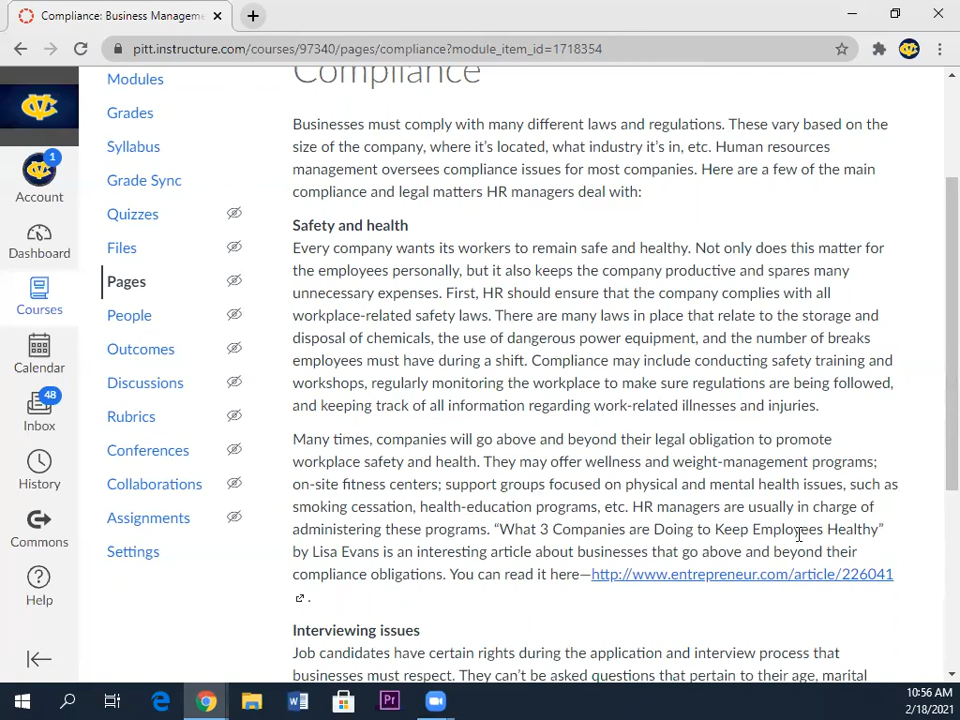 Compliance: Business Manageme
pitt.instructure.com/courses/97340/pages/compliance?module_item_id=1718354
Compliance
Modules
Grades
Syllabus
Grade Sync
Quizzes
Files
Pages
People
Outcomes
Discussions
Rubrics
Conferences
Collaborations
Assignments
Settings
1
Account
Dashboard
Courses
Calendar
48
Inbox
History
Commons
Help
Businesses must comply with many different laws and regulations. These vary based on the
size of the company, where it's located, what industry it's in, etc. Human resources
management oversees compliance issues for most companies. Here are a few of the main
compliance and legal matters HR managers deal with:
Safety and health
Every company wants its workers to remain safe and healthy. Not only does this matter for
the employees personally, but it also keeps the company productive and spares many
unnecessary expenses. First, HR should ensure that the company complies with all
workplace-related safety laws. There are many laws in place that relate to the storage and
disposal of chemicals, the use of dangerous power equipment, and the number of breaks
employees must have during a shift. Compliance may include conducting safety training and
workshops, regularly monitoring the workplace to make sure regulations are being followed,
and keeping track of all information regarding work-related illnesses and injuries.
Many times, companies will go above and beyond their legal obligation to promote
workplace safety and health. They may offer wellness and weight-management programs;
on-site fitness centers; support groups focused on physical and mental health issues, such as
smoking cessation, health-education programs, etc. HR managers are usually in charge of
administering these programs. “What 3 Companies are Doing to Keep Employees Healthy”
by Lisa Evans is an interesting article about businesses that go above and beyond their
compliance obligations. You can read it here—http://www.entrepreneur.com/article/226041
.
Interviewing issues
Job candidates have certain rights during the application and interview process that
businesses must respect. They can't be asked questions that pertain to their age, marital
Pr
10:56 AM
2/18/2021